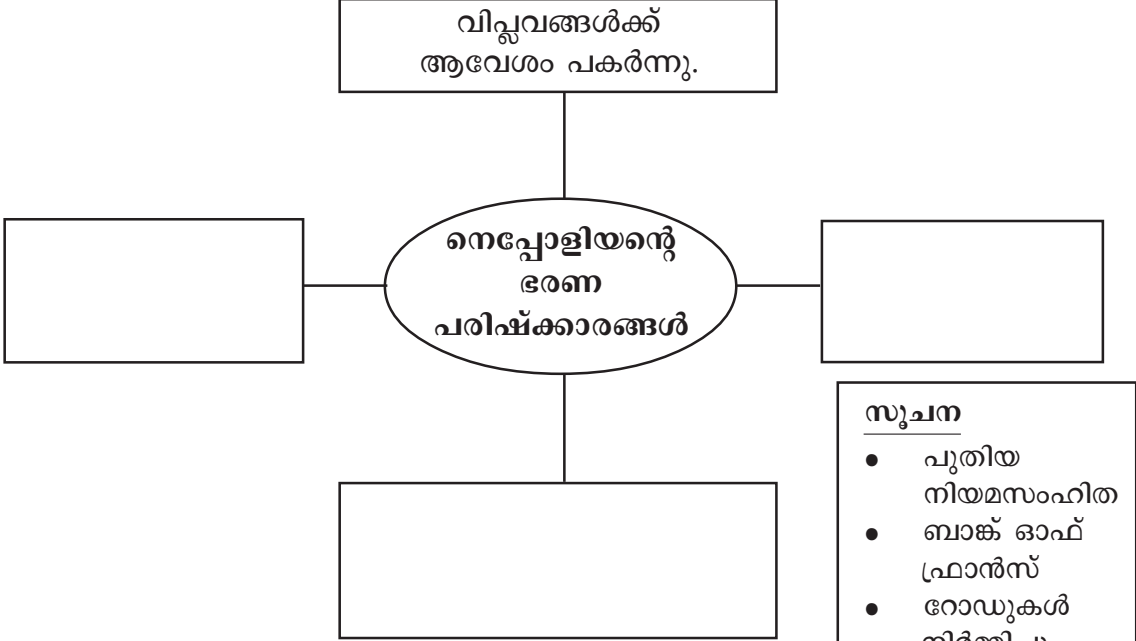 വിപ്ലവങ്ങൾക്ക്
ആവേശം പകർന്നു.
നെപ്പോളിയന്റെ
ഭരണ
പരിഷ്ക്കാരങ്ങൾ
സൂചന
● പുതിയ
നിയമസംഹിത
● ബാങ്ക് ഓഫ്
ഫ്രാൻസ്
● റോഡുകൾ